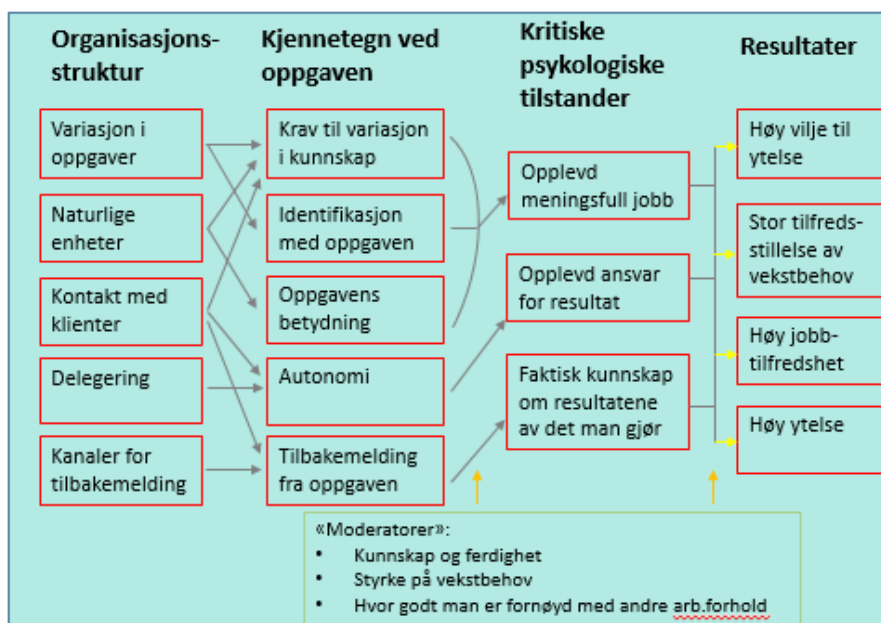 Organisasjons-
struktur
Variasjon i
oppgaver
Naturlige
enheter
Kontakt med
klienter
Delegering
Kanaler for
tilbakemelding
Kjennetegn ved
oppgaven
Krav til variasjon
i kunnskap
Identifikasjon
med oppgaven
Oppgavens
betydning
Autonomi
Tilbakemelding
fra oppgaven
Kritiske
psykologiske
tilstander
Opplevd
meningsfull jobb
Opplevd ansvar
for resultat
Faktisk kunnskap
om resultatene
av det man gjør
Resultater
Høy vilje til
ytelse
Stor tilfreds-
stillelse av
vekstbehov
Høy jobb-
tilfredshet
Høy ytelse
«Moderatorer»:
• Kunnskap og ferdighet
• Styrke på vekstbehov
• Hvor godt man er fornøyd med andre arb.forhold